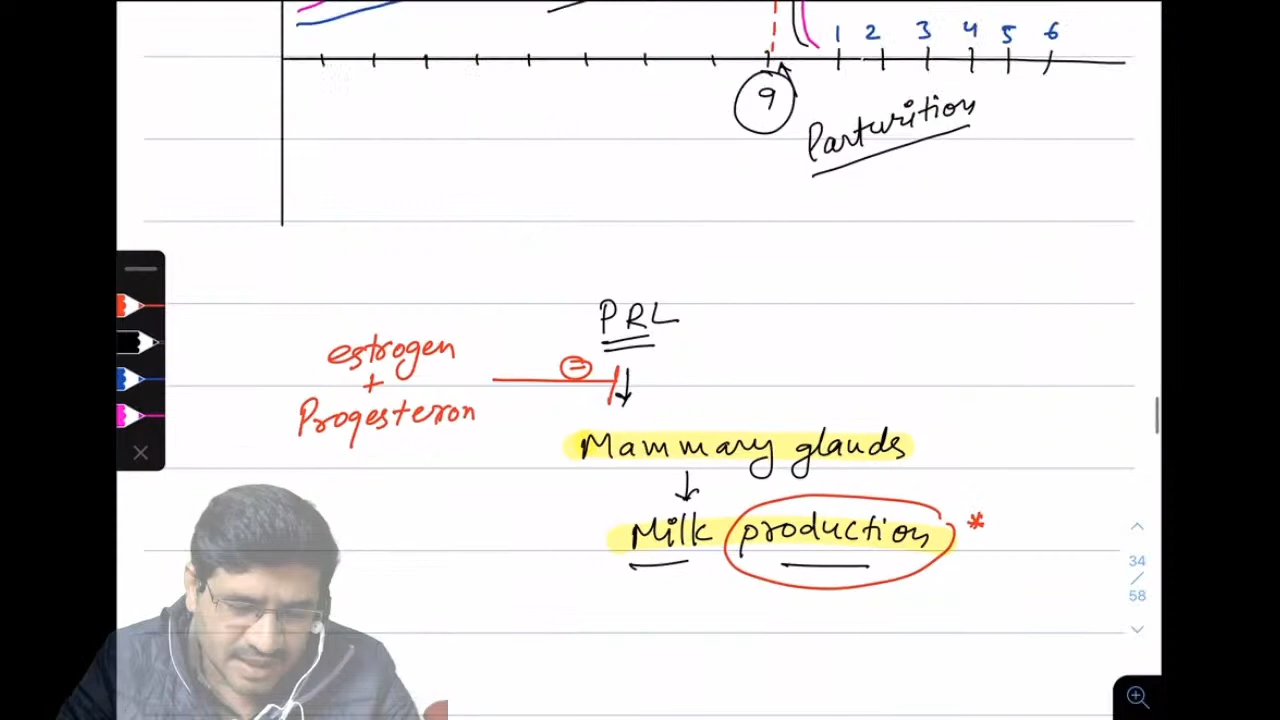 1 2 3 4 5 6
9
Parturition
PRL
estrogen
+
Progesteron
Mammary glands
Milk production *
34
/
58